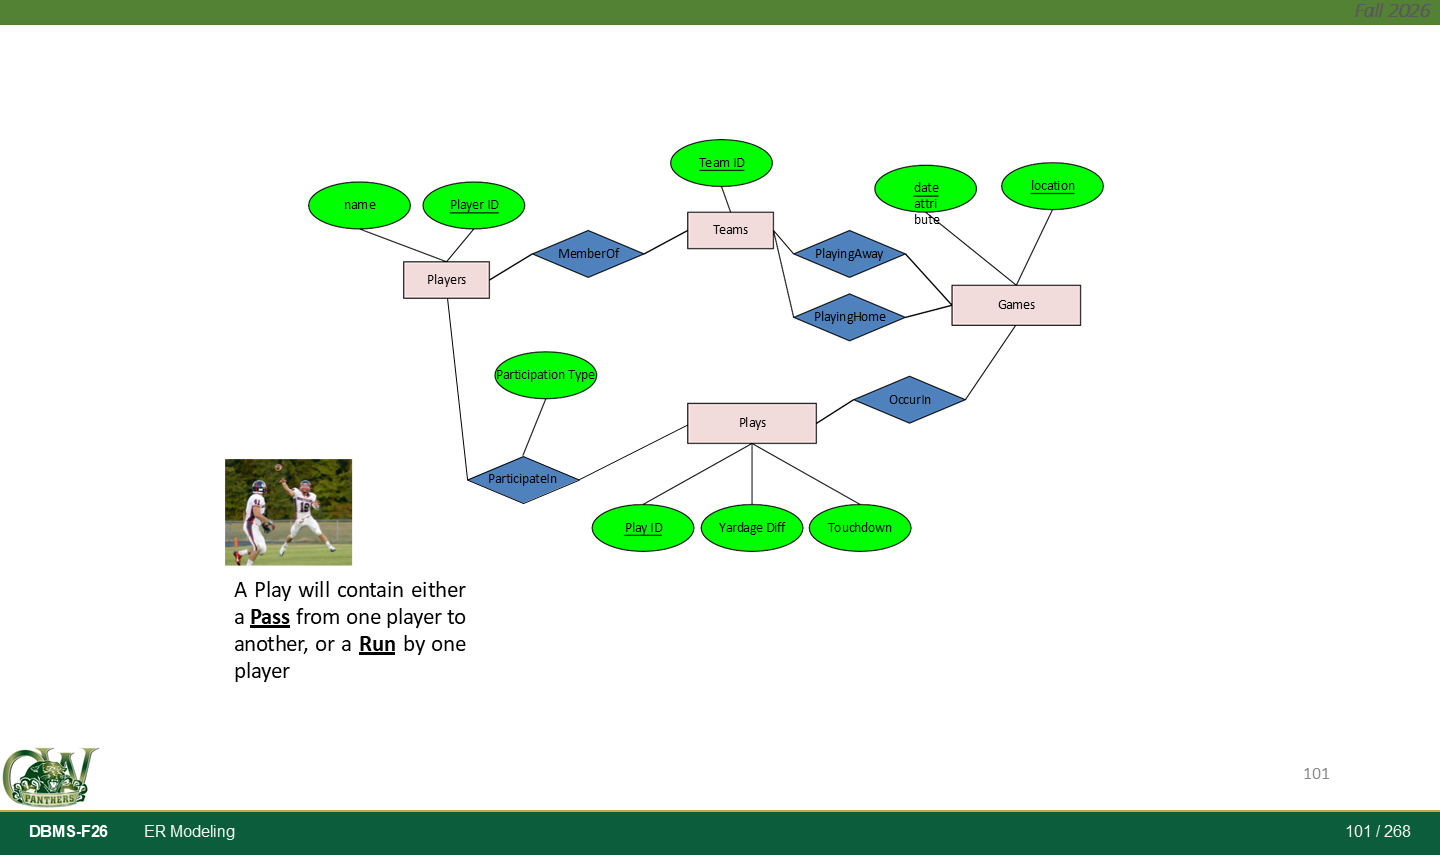 Fall 2026
Team ID
date
attri
bute
location
name
Player ID
Teams
MemberOf
PlayingAway
Players
Games
PlayingHome
Participation Type
OccurIn
Plays
ParticipateIn
Play ID
Yardage Diff
Touchdown
A Play will contain either
a Pass from one player to
another, or a Run by one
player
101
OW
PANTHERS
DBMS-F26
ER Modeling
101 / 268